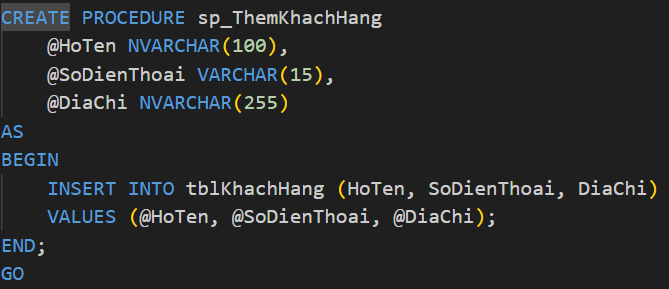 CREATE PROCEDURE sp_ThemKhachHang
    @HoTen NVARCHAR(100),
    @SoDienThoai VARCHAR(15),
    @DiaChi NVARCHAR(255)
AS
BEGIN
    INSERT INTO tblKhachHang (HoTen, SoDienThoai, DiaChi)
    VALUES (@HoTen, @SoDienThoai, @DiaChi);
END;
GO